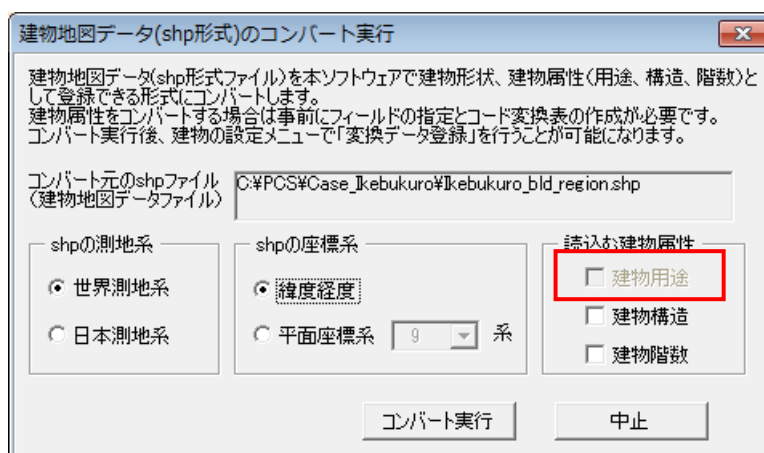 建物地図データ(shp形式)のコンバート実行
建物地図データ(shp形式ファイル)を本ソフトウェアで建物形状、建物属性(用途、構造、階数)と
して登録できる形式にコンバートします。
建物属性をコンバートする場合は事前にフィールドの指定とコード変換表の作成が必要です。
コンバート実行後、建物の設定メニューで「変換データ登録」を行うことが可能になります。
コンバート元のshpファイル
(建物地図データファイル)
C:¥PCS¥Case_Ikebukuro¥Ikebukuro_bld_region.shp
shpの測地系
世界測地系
日本測地系
shpの座標系
緯度経度
平面座標系 9 系
読込む建物属性
建物用途
建物構造
建物階数
コンバート実行
中止